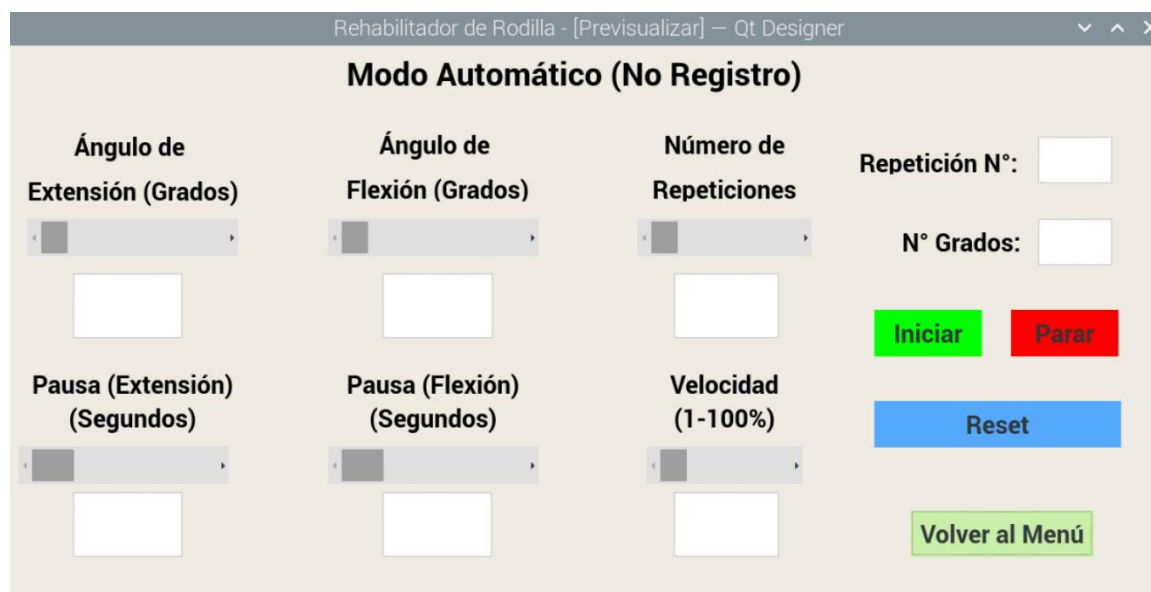 Rehabilitador de Rodilla - [Previsualizar] — Qt Designer
Modo Automático (No Registro)
Ángulo de
Extensión (Grados)
Ángulo de
Flexión (Grados)
Número de
Repeticiones
Repetición N°:
N° Grados:
Iniciar
Parar
Pausa (Extensión)
(Segundos)
Pausa (Flexión)
(Segundos)
Velocidad
(1-100%)
Reset
Volver al Menú